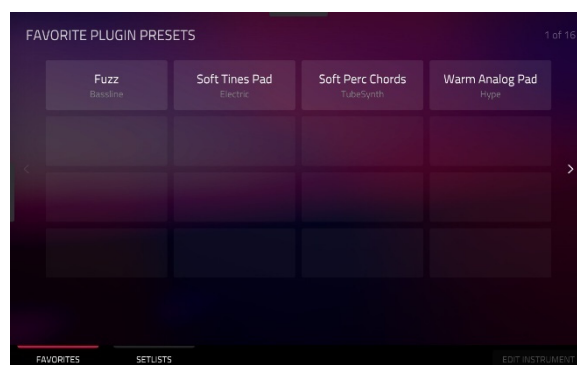 FAVORITE PLUGIN PRESETS
1 of 16
Fuzz
Bassline
Soft Tines Pad
Electric
Soft Perc Chords
TubeSynth
Warm Analog Pad
Hype
FAVORITES
SETLISTS
EDIT INSTRUMENT